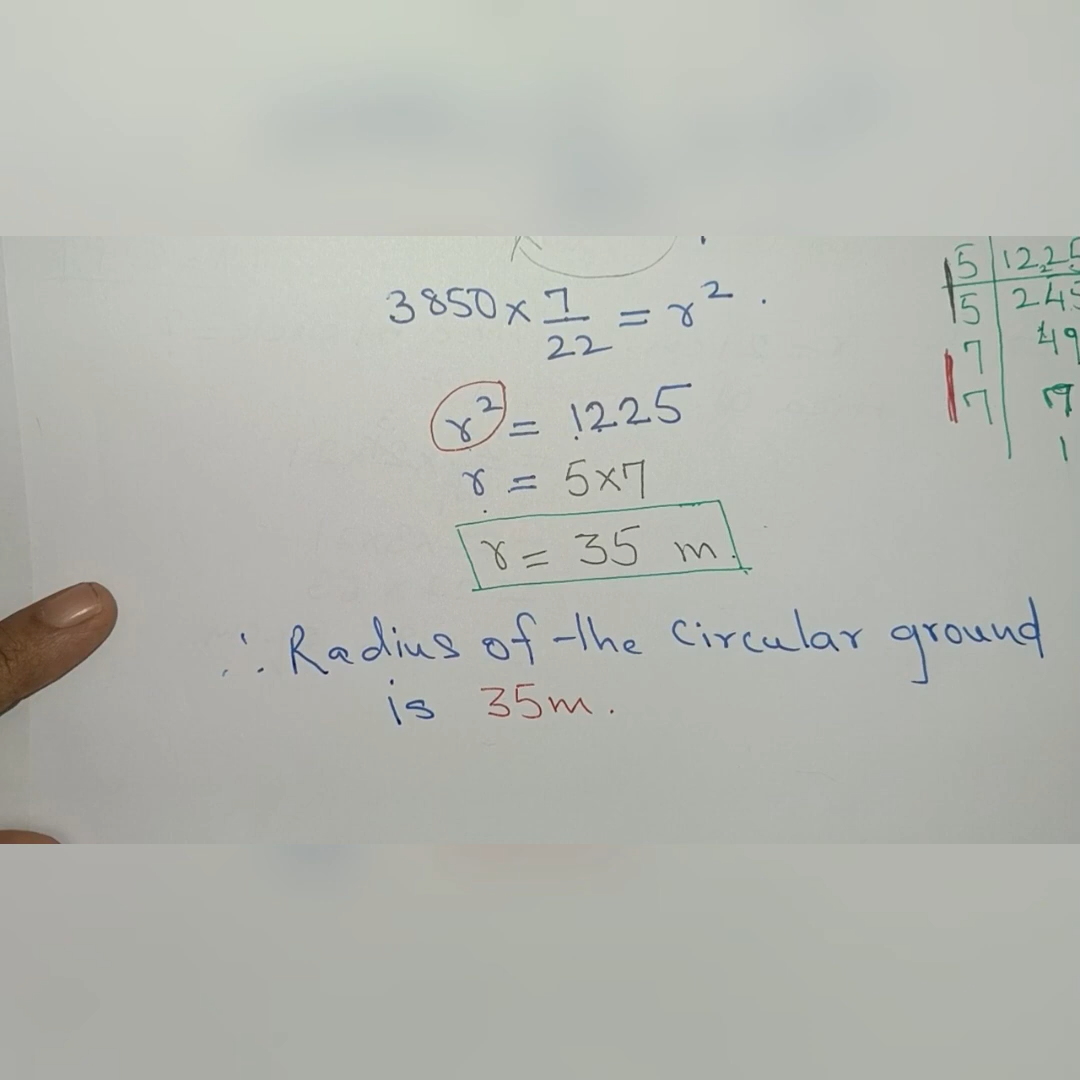 3850 × 7/22 = r² .
r² = 1225
r = 5×7
r = 35 m.
∴ Radius of the circular ground
is 35m.
5 | 1225
5 | 245
7 | 49
7 | 7
1